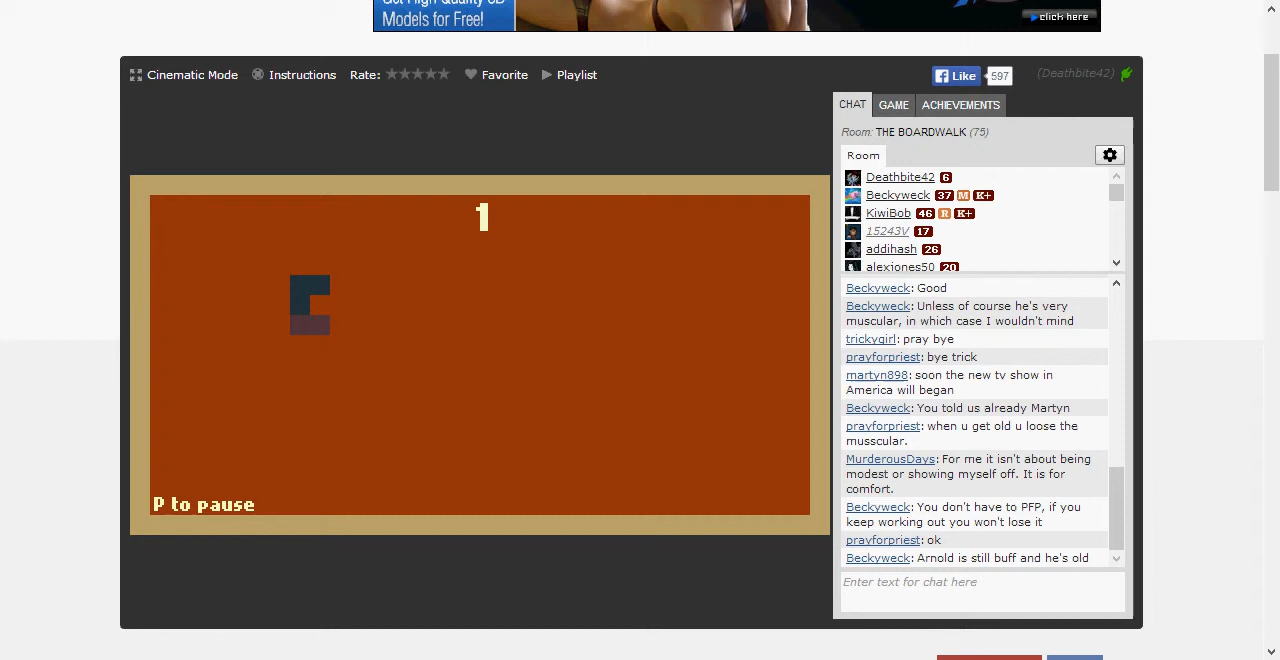 Get High Quality 3D
Models for Free!
click here
Cinematic Mode Instructions Rate: Favorite Playlist
Like 597 (Deathbite42)
CHAT GAME ACHIEVEMENTS
Room: THE BOARDWALK (75)
Room
Deathbite42 6
Beckyweck 37 M K+
KiwiBob 46 R K+
15243V 17
addihash 26
alexjones50 20
1
P to pause
Beckyweck: Good
Beckyweck: Unless of course he's very
muscular, in which case I wouldn't mind
trickygirl: pray bye
prayforpriest: bye trick
martyn898: soon the new tv show in
America will began
Beckyweck: You told us already Martyn
prayforpriest: when u get old u loose the
musscular.
MurderousDays: For me it isn't about being
modest or showing myself off. It is for
comfort.
Beckyweck: You don't have to PFP, if you
keep working out you won't lose it
prayforpriest: ok
Beckyweck: Arnold is still buff and he's old
Enter text for chat here